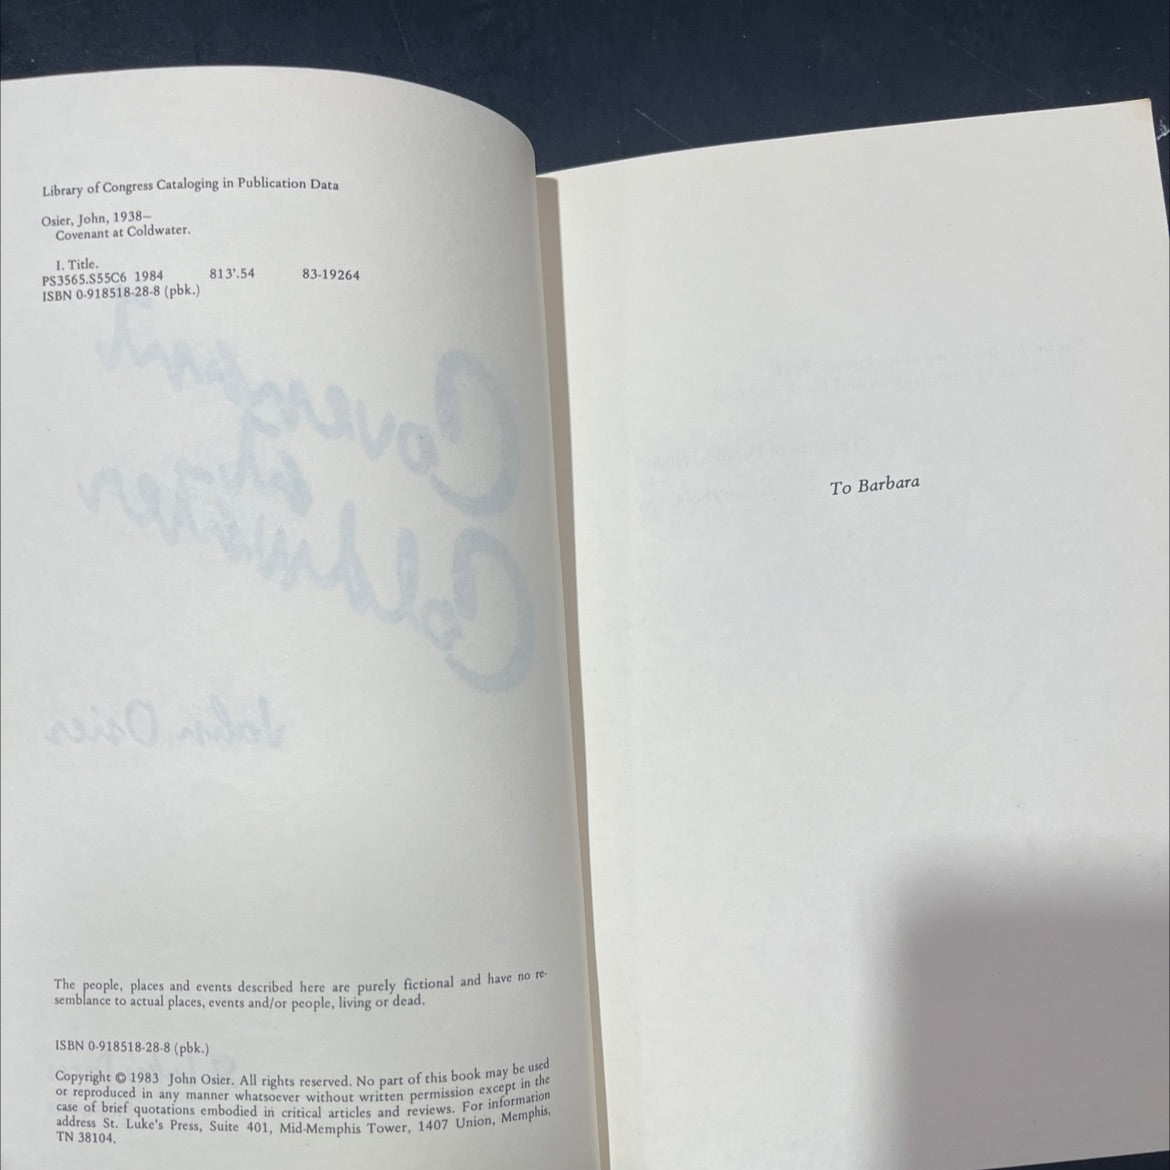 Library of Congress Cataloging in Publication Data
Osier, John, 1938–
Covenant at Coldwater.
I. Title.
PS3565.S55C6 1984 813'.54 83-19264
ISBN 0-918518-28-8 (pbk.)
Covenant
at
Coldwater
John Osier
The people, places and events described here are purely fictional and have no re-
semblance to actual places, events and/or people, living or dead.
ISBN 0-918518-28-8 (pbk.)
Copyright © 1983 John Osier. All rights reserved. No part of this book may be used
or reproduced in any manner whatsoever without written permission except in the
case of brief quotations embodied in critical articles and reviews. For information
address St. Luke's Press, Suite 401, Mid-Memphis Tower, 1407 Union, Memphis,
TN 38104.
To Barbara